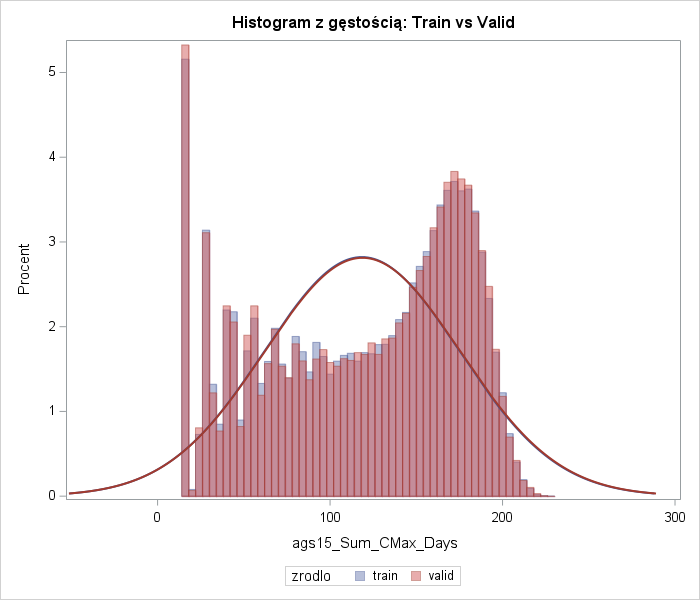 Histogram z gęstością: Train vs Valid
Procent
5
4
3
2
1
0
0 100 200 300
ags15_Sum_CMax_Days
zrodlo train valid